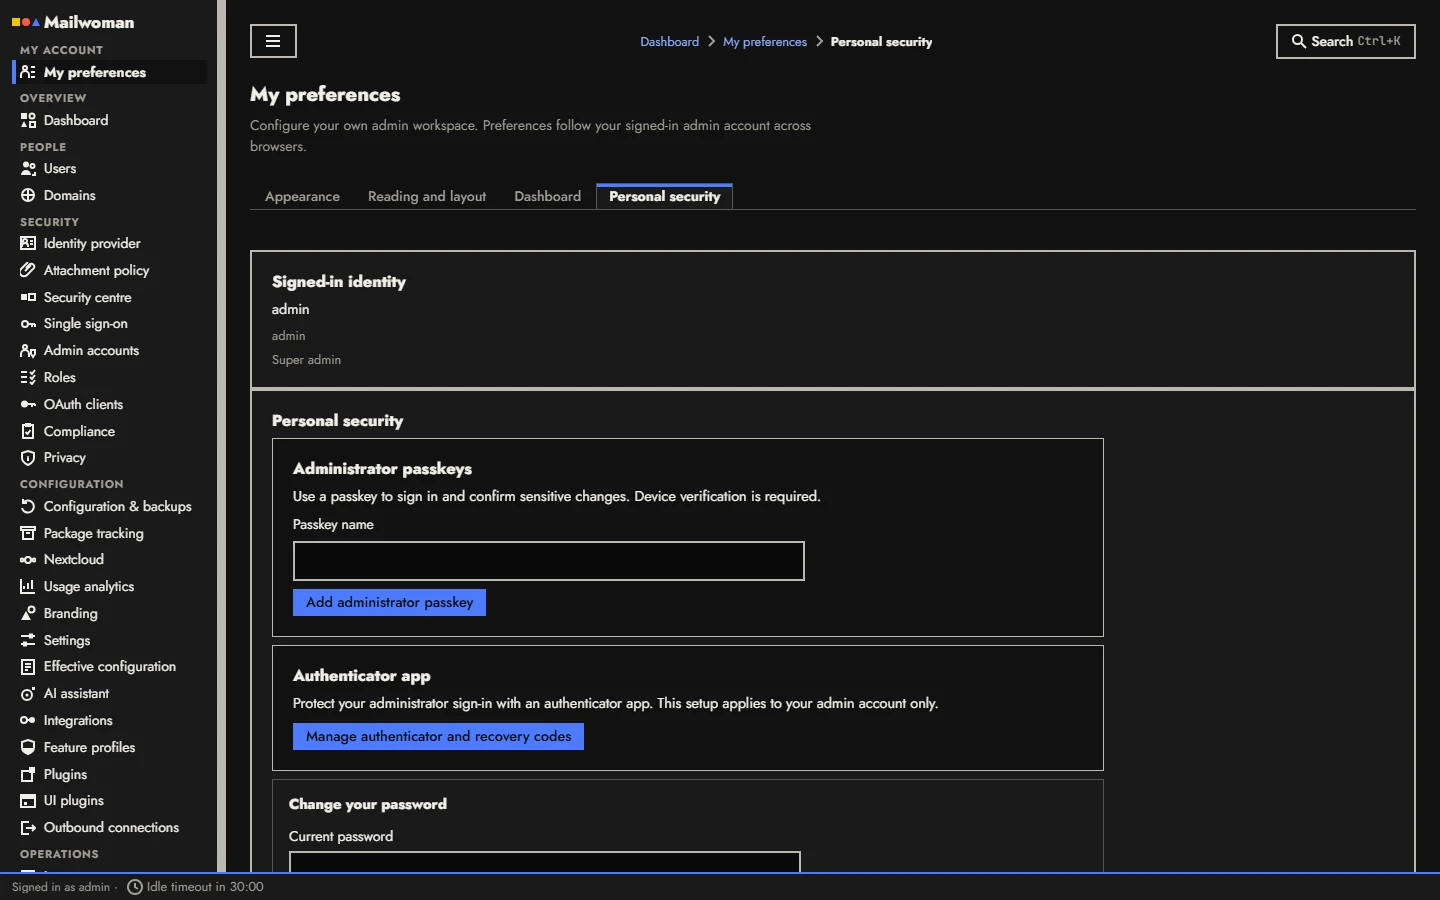 Mailwoman
MY ACCOUNT
My preferences
OVERVIEW
Dashboard
PEOPLE
Users
Domains
SECURITY
Identity provider
Attachment policy
Security centre
Single sign-on
Admin accounts
Roles
OAuth clients
Compliance
Privacy
CONFIGURATION
Configuration & backups
Package tracking
Nextcloud
Usage analytics
Branding
Settings
Effective configuration
AI assistant
Integrations
Feature profiles
Plugins
UI plugins
Outbound connections
OPERATIONS
Dashboard My preferences Personal security
Search Ctrl+K
My preferences
Configure your own admin workspace. Preferences follow your signed-in admin account across
browsers.
Appearance Reading and layout Dashboard Personal security
Signed-in identity
admin
admin
Super admin
Personal security
Administrator passkeys
Use a passkey to sign in and confirm sensitive changes. Device verification is required.
Passkey name
Add administrator passkey
Authenticator app
Protect your administrator sign-in with an authenticator app. This setup applies to your admin account only.
Manage authenticator and recovery codes
Change your password
Current password
Signed in as admin · Idle timeout in 30:00